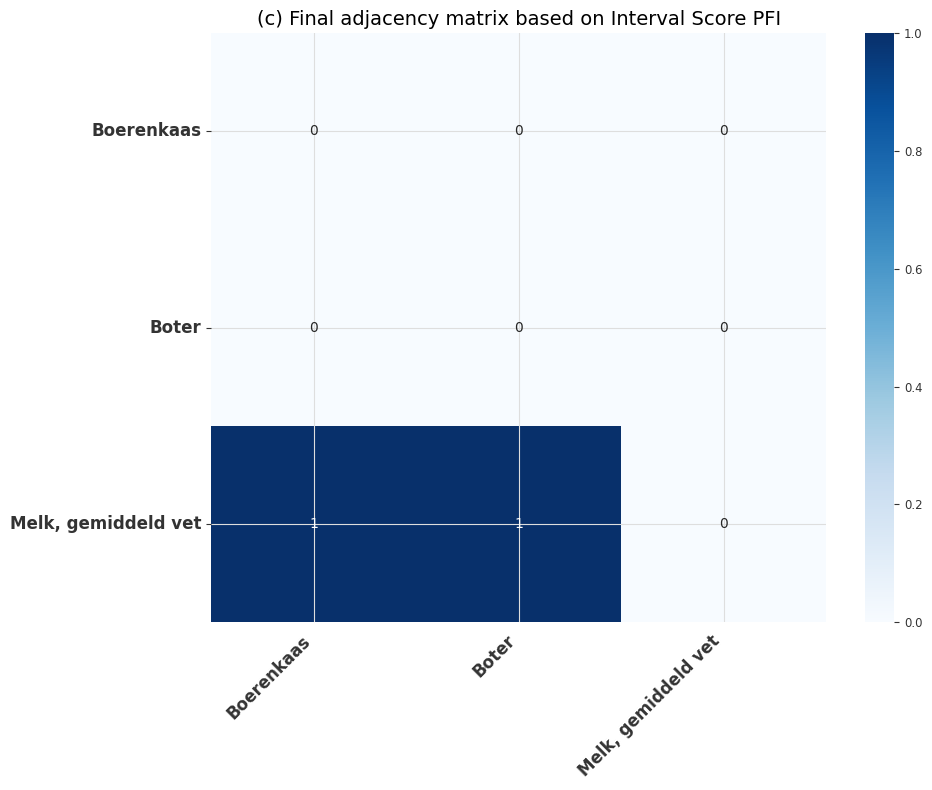 (c) Final adjacency matrix based on Interval Score PFI
1.0
Boerenkaas
0 0 0
0.8
0.6
Boter
0 0 0
0.4
0.2
Melk, gemiddeld vet
1 1 0
0.0
Boerenkaas
Boter
Melk, gemiddeld vet